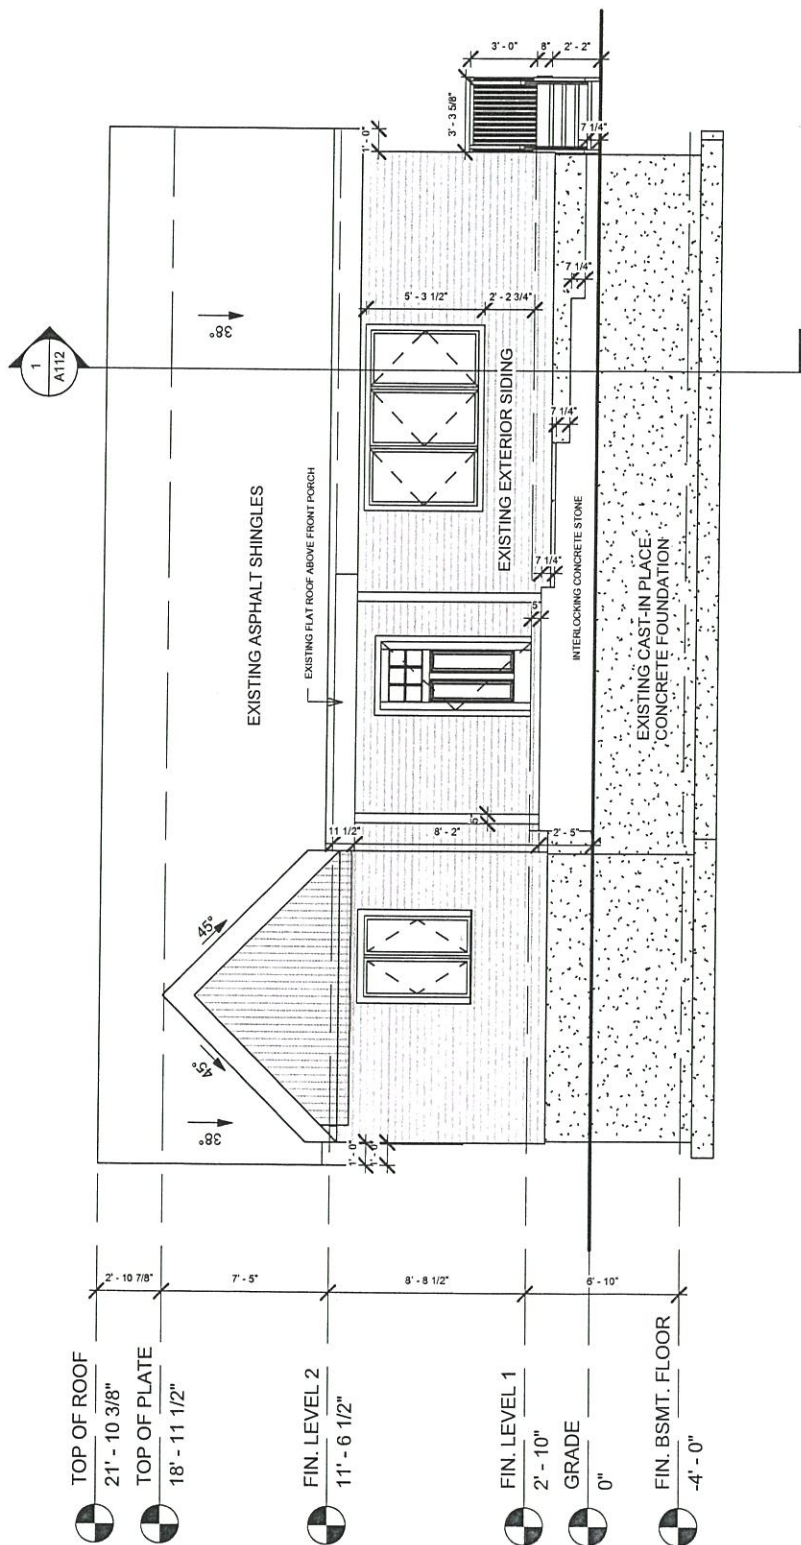 TOP OF ROOF
21' - 10 3/8"
TOP OF PLATE
18' - 11 1/2"
FIN. LEVEL 2
11' - 6 1/2"
FIN. LEVEL 1
2' - 10"
GRADE
0"
FIN. BSMT. FLOOR
-4' - 0"
2' - 10 7/8"
7' - 5"
8' - 8 1/2"
6' - 10"
38°
45°
45°
1' - 0"
1' - 0"
11 1/2"
8' - 2"
2' - 5"
5"
EXISTING ASPHALT SHINGLES
EXISTING FLAT ROOF ABOVE FRONT PORCH
5"
EXISTING EXTERIOR SIDING
INTERLOCKING CONCRETE STONE
EXISTING CAST-IN PLACE
CONCRETE FOUNDATION
7 1/4"
7 1/4"
7 1/4"
7 1/4"
5' - 3 1/2"
2' - 2 3/4"
38°
1
A112
1' - 0"
3' - 3 5/8"
3' - 0"
8"
2' - 2"